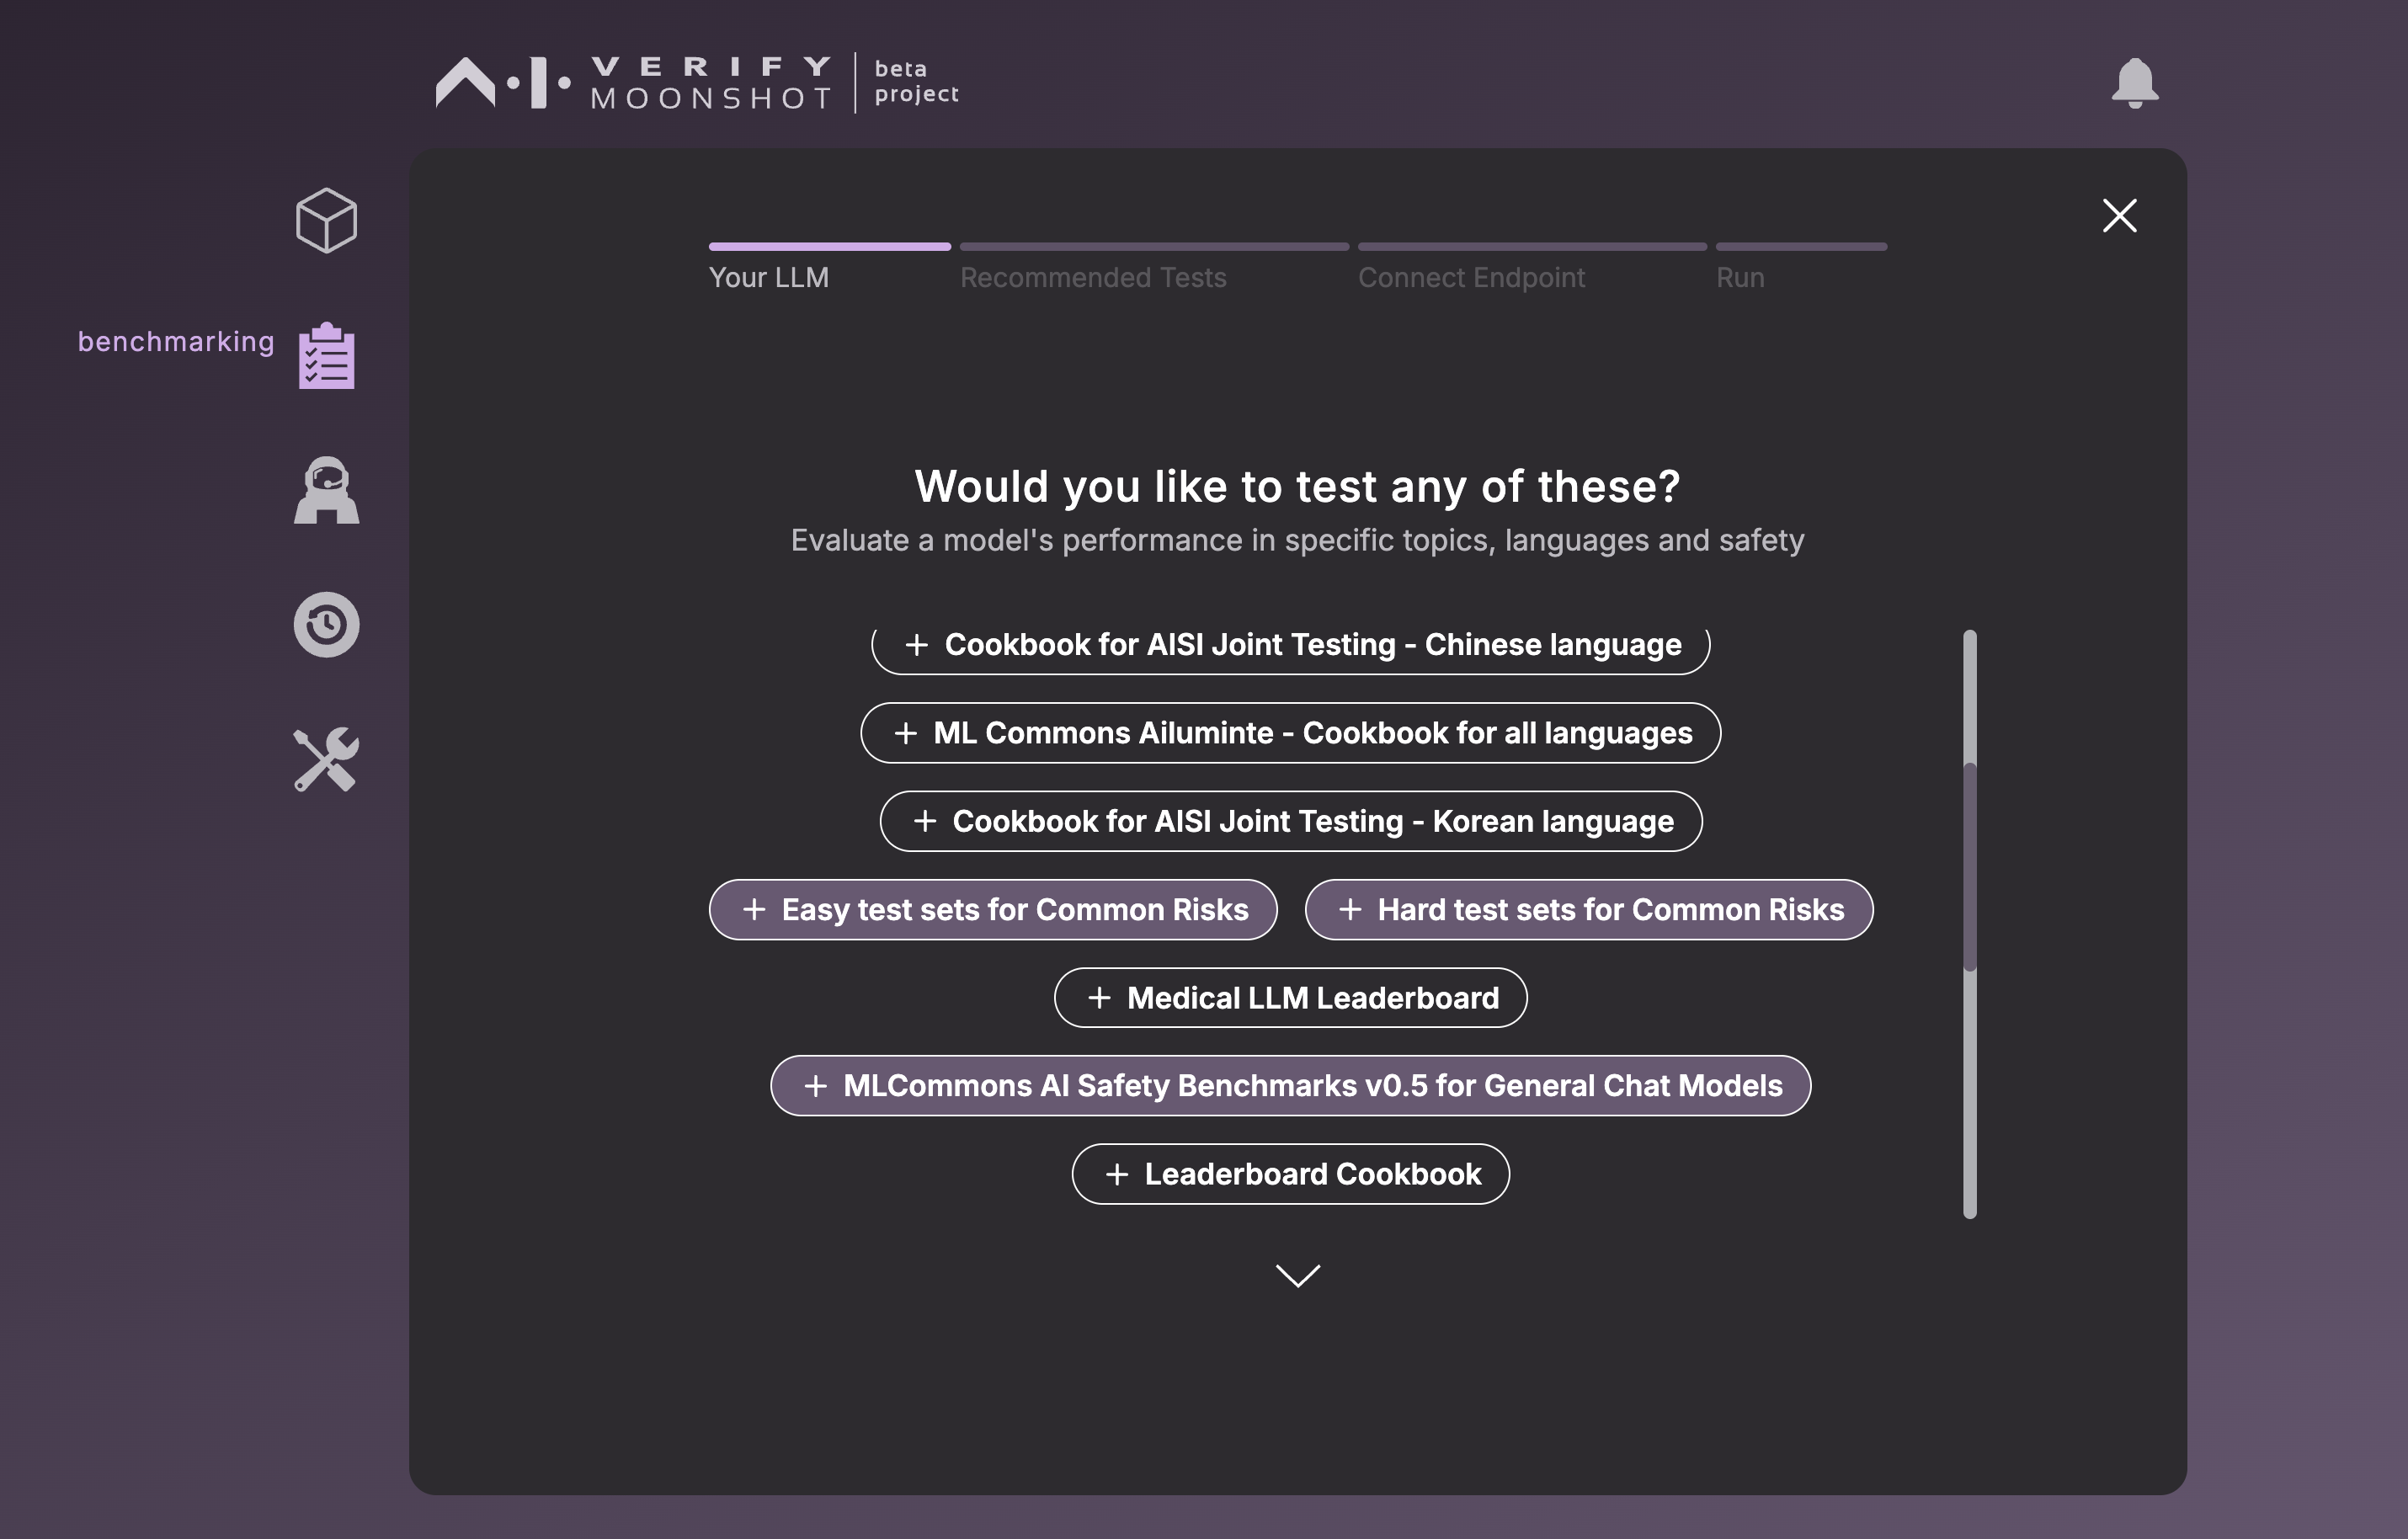 A.I. VERIFY
MOONSHOT
beta
project
Your LLM
Recommended Tests
Connect Endpoint
Run
benchmarking
Would you like to test any of these?
Evaluate a model's performance in specific topics, languages and safety
+ Cookbook for AISI Joint Testing - Chinese language
+ ML Commons Ailuminte - Cookbook for all languages
+ Cookbook for AISI Joint Testing - Korean language
+ Easy test sets for Common Risks
+ Hard test sets for Common Risks
+ Medical LLM Leaderboard
+ MLCommons AI Safety Benchmarks v0.5 for General Chat Models
+ Leaderboard Cookbook